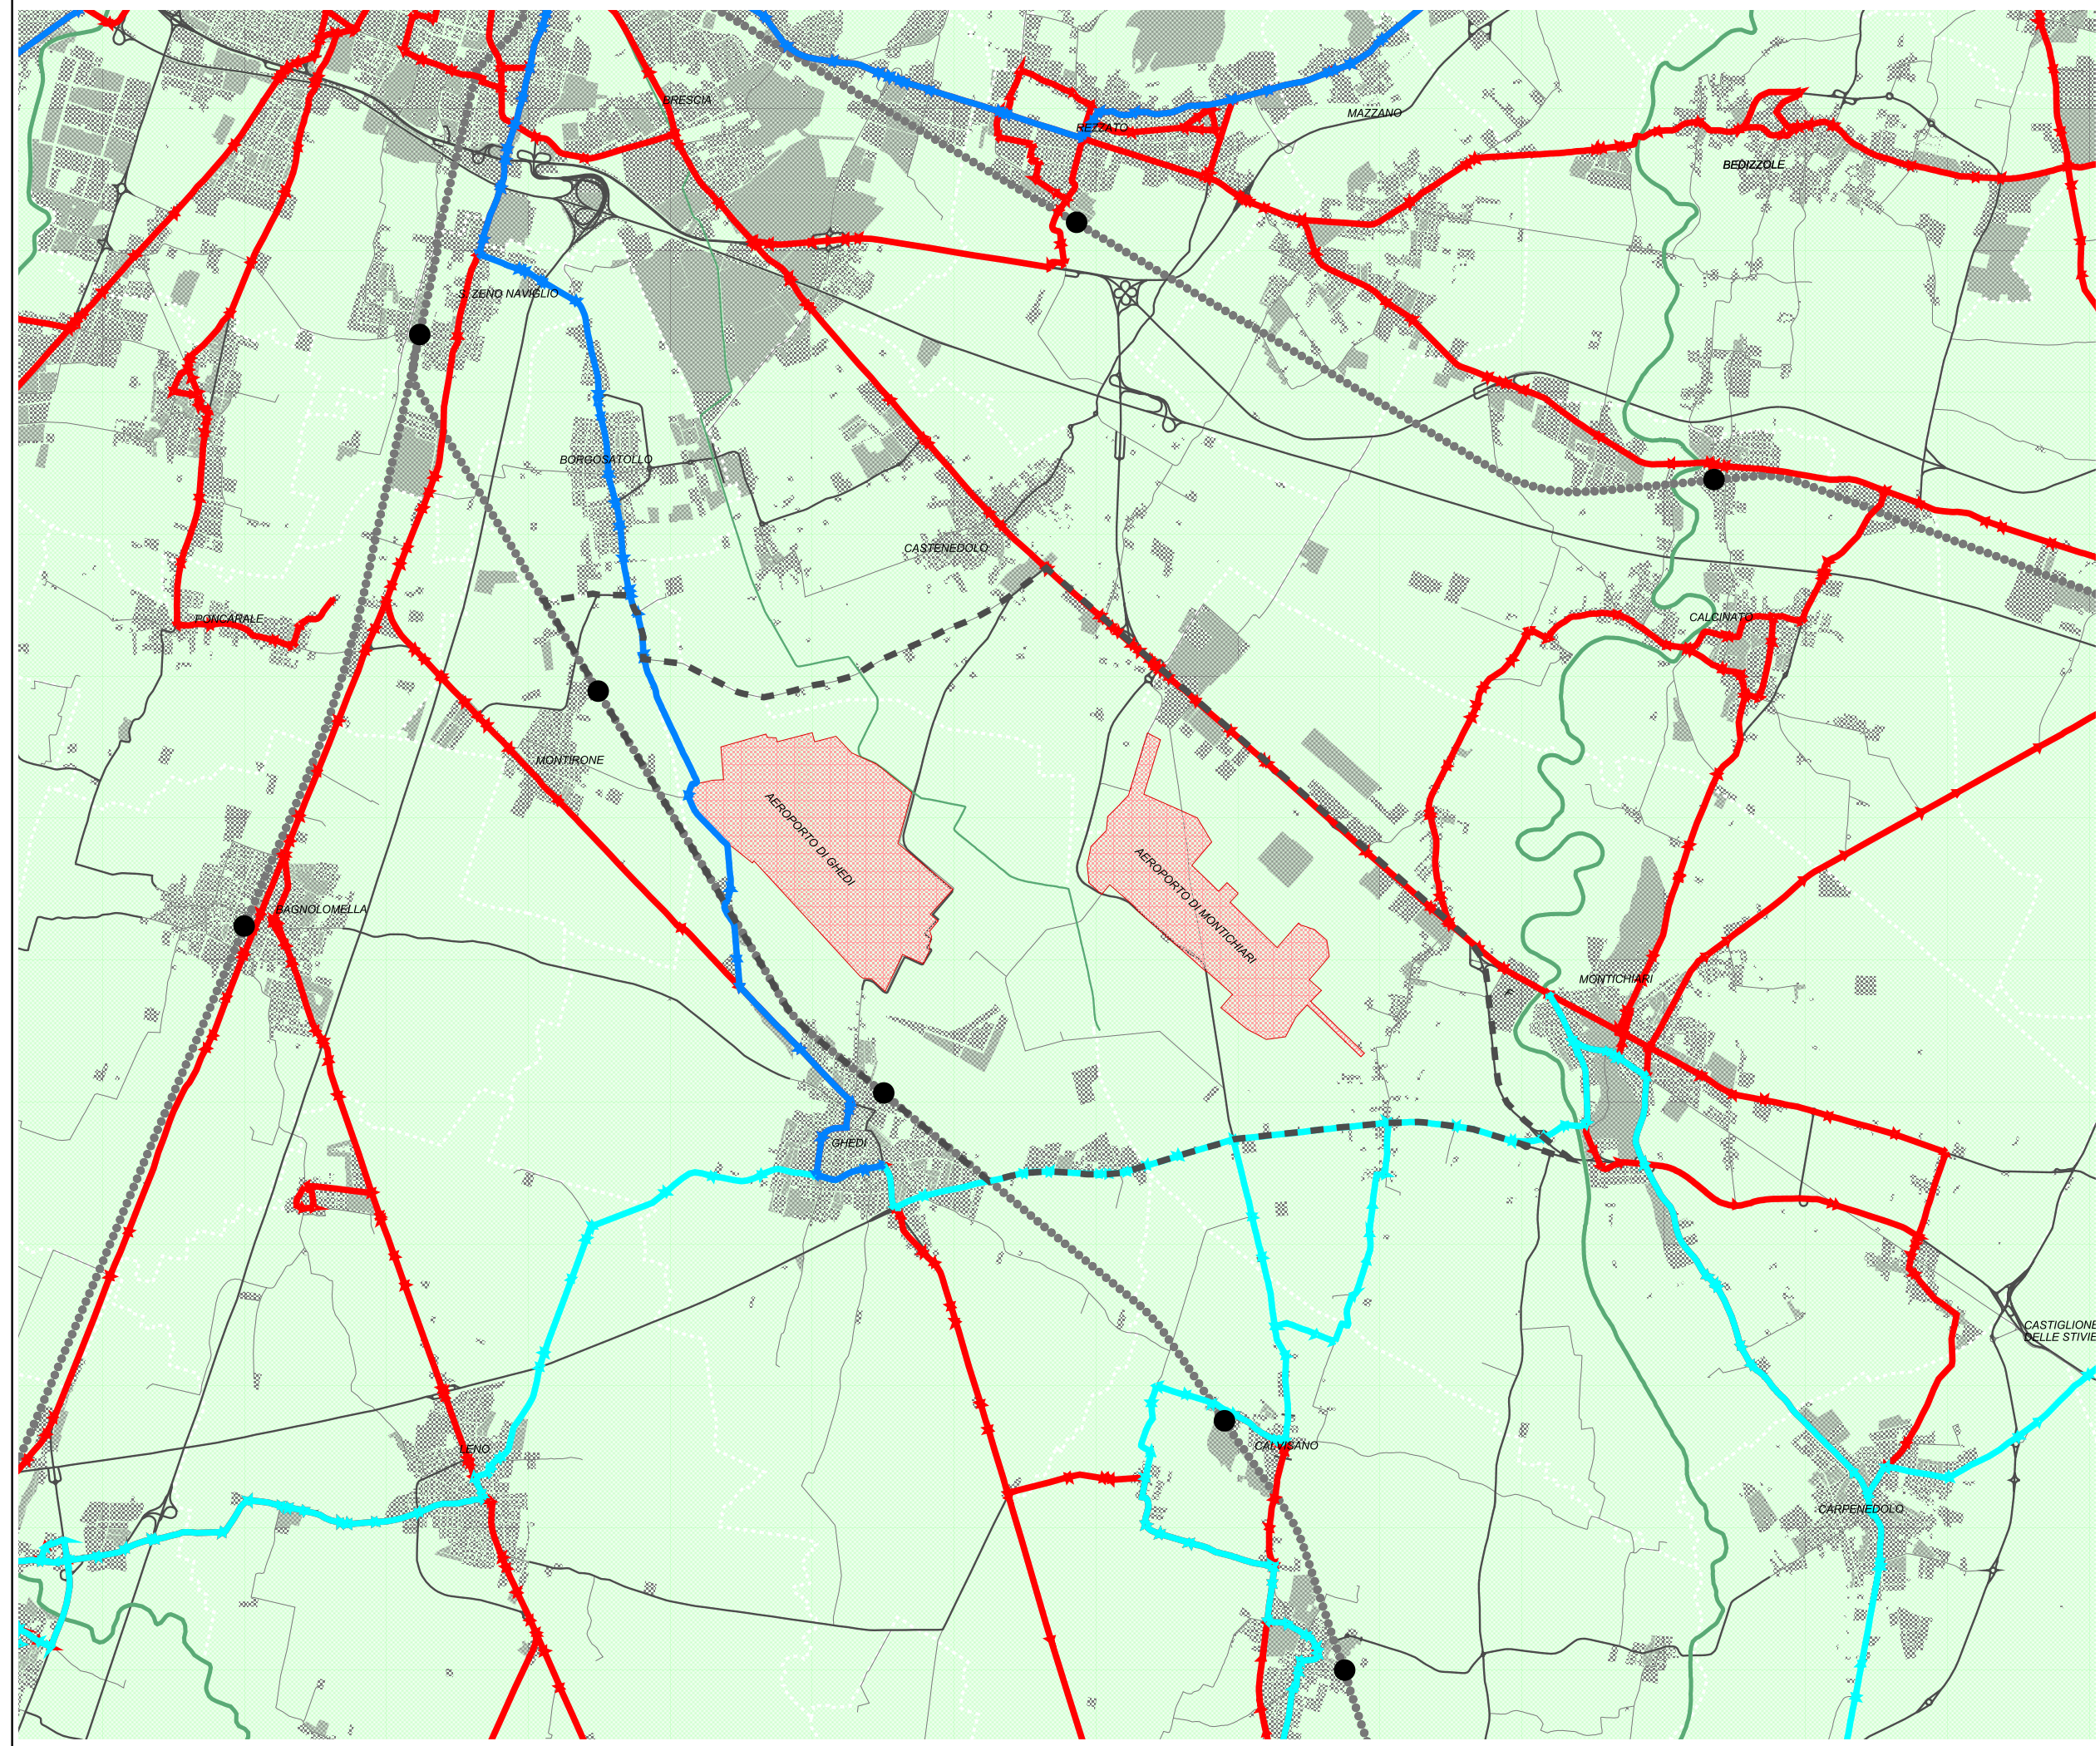 BRESCIA
MAZZANO
REZZATO
BEDIZZOLE
S. ZENO NAVIGLIO
BORGOSATOLLO
CASTENEDOLO
PONCARALE
CALCINATO
MONTIRONE
AEROPORTO DI GHEDI
AEROPORTO DI MONTICHIARI
BAGNOLOMELLA
MONTICHIARI
GHEDI
CASTIGLIONE
DELLE STIVIE
LENO
CALVISANO
CARPENEDOLO